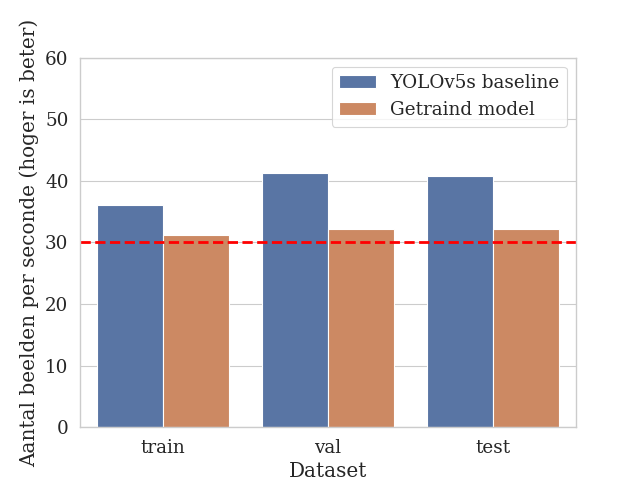 Aantal beelden per seconde (hoger is beter)
60
50
40
30
20
10
0
YOLOv5s baseline
Getraind model
train
val
test
Dataset